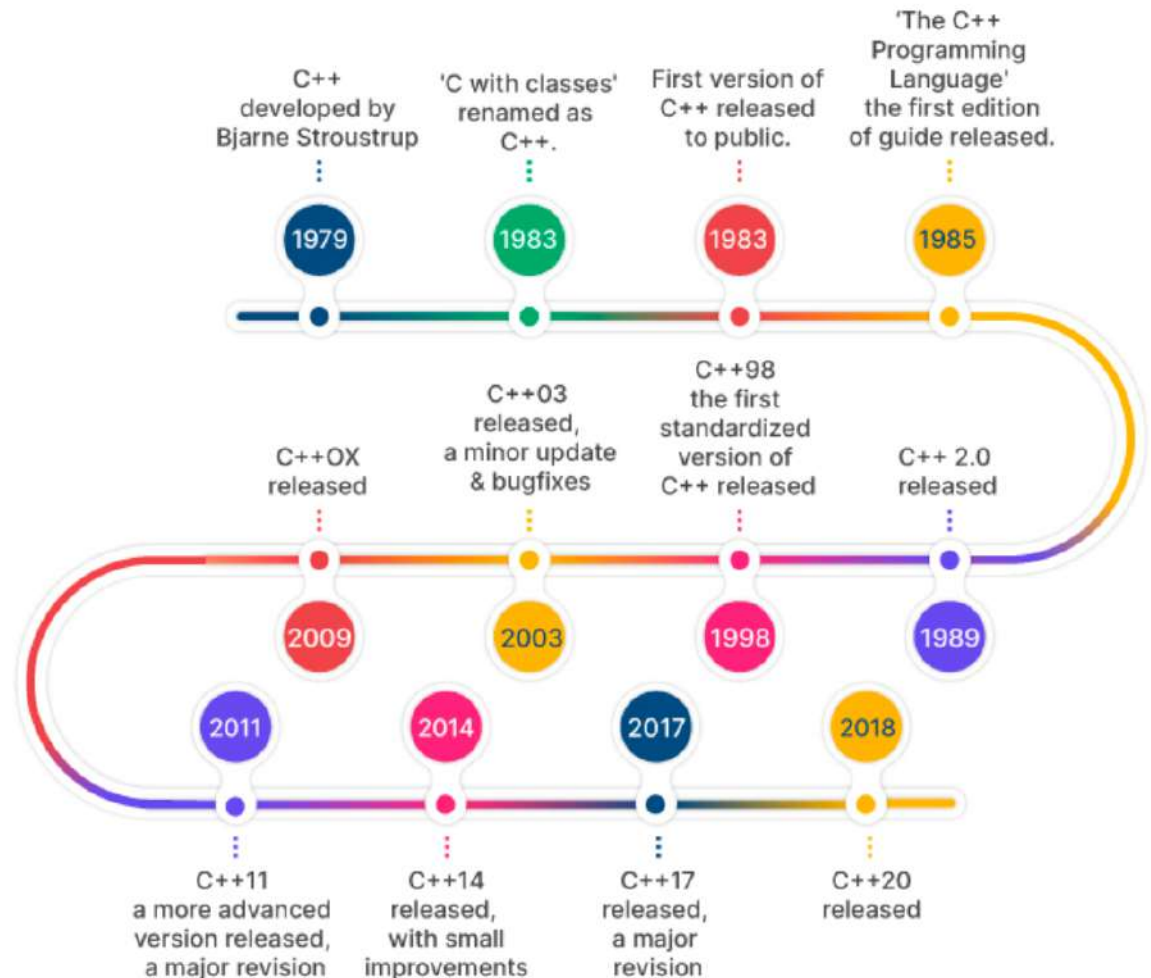 C++
developed by
Bjarne Stroustrup
1979
'C with classes'
renamed as
C++.
1983
First version of
C++ released
to public.
1983
'The C++
Programming
Language'
the first edition
of guide released.
1985
C++ 2.0
released
1989
C++98
the first
standardized
version of
C++ released
1998
C++03
released,
a minor update
& bugfixes
2003
C++OX
released
2009
2011
C++11
a more advanced
version released,
a major revision
2014
C++14
released,
with small
improvements
2017
C++17
released,
a major
revision
2018
C++20
released